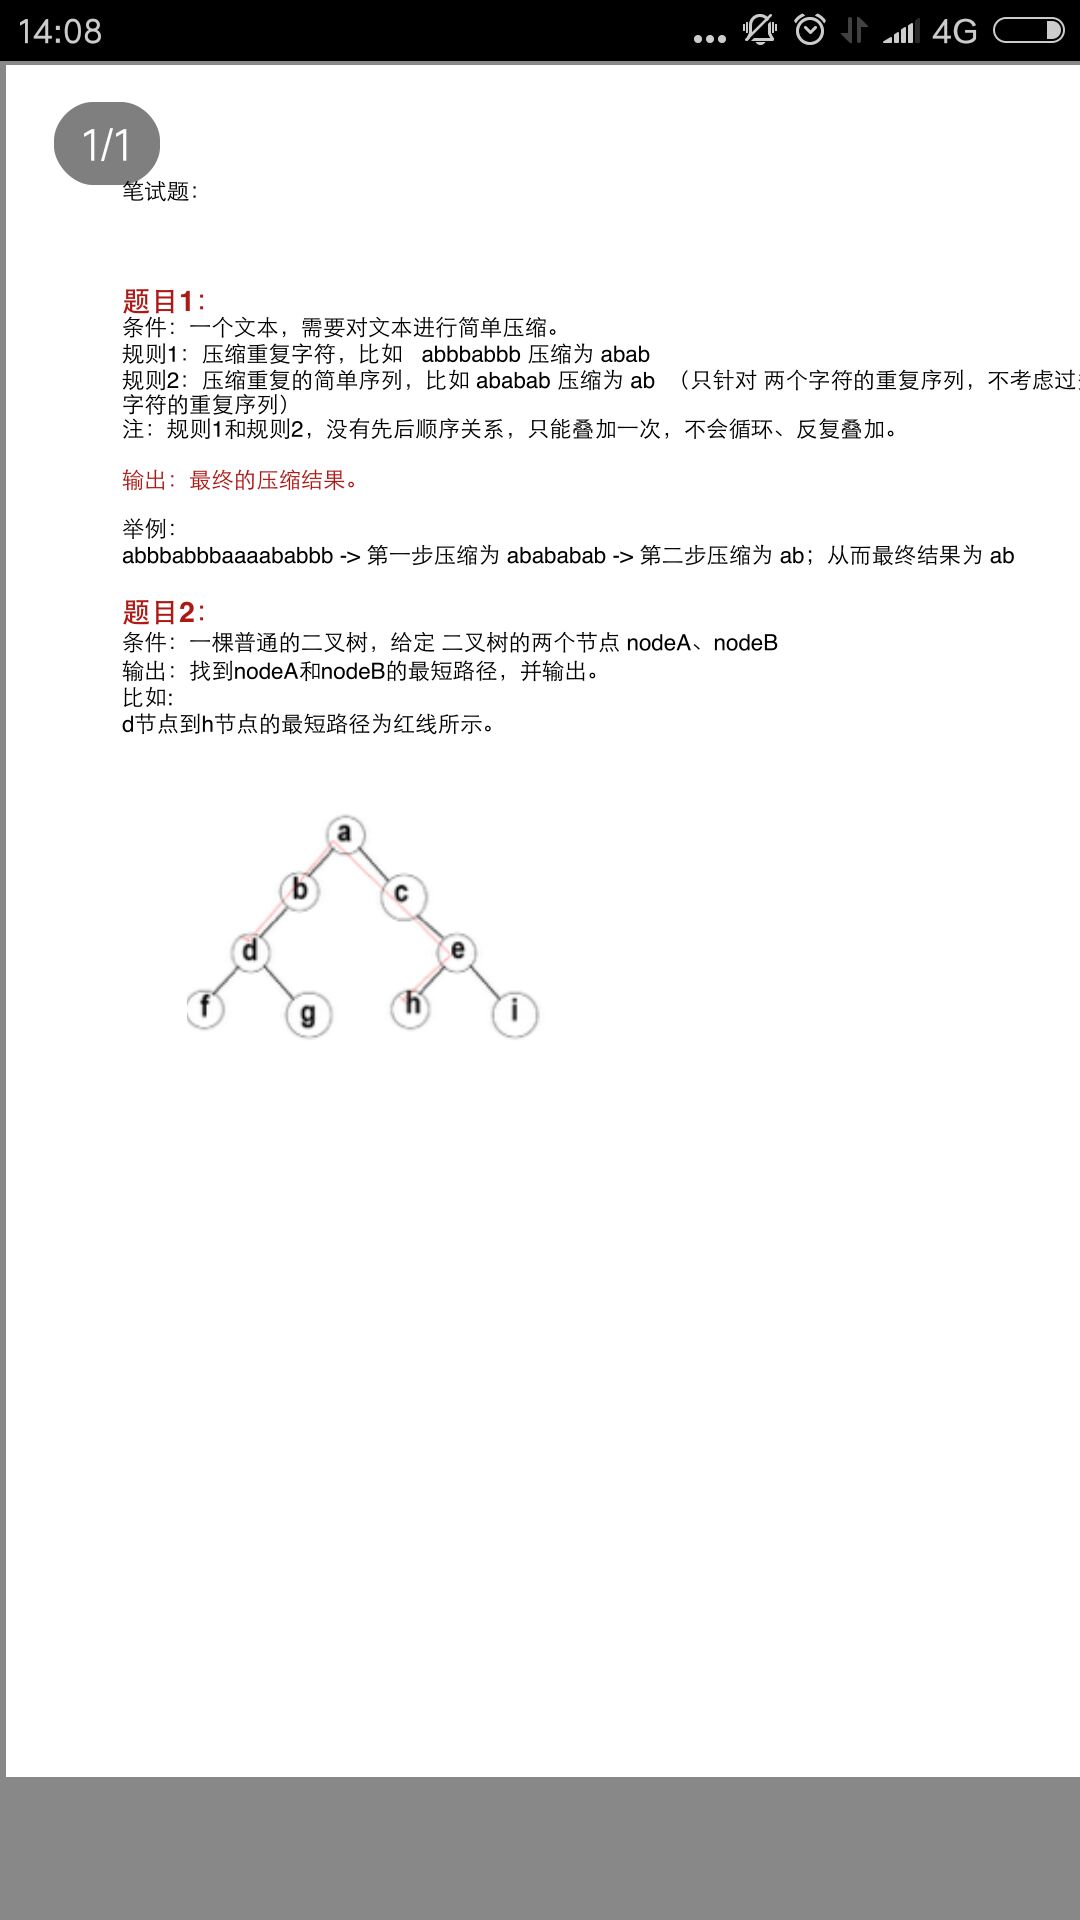 14:08
4G
1/1
笔试题：
题目1：
条件：一个文本，需要对文本进行简单压缩。
规则1：压缩重复字符，比如 abbbabbb 压缩为 abab
规则2：压缩重复的简单序列，比如 ababab 压缩为 ab （只针对 两个字符的重复序列，不考虑过
字符的重复序列）
注：规则1和规则2，没有先后顺序关系，只能叠加一次，不会循环、反复叠加。
输出：最终的压缩结果。
举例：
abbbabbbaaaababbb -> 第一步压缩为 abababab -> 第二步压缩为 ab；从而最终结果为 ab
题目2：
条件：一棵普通的二叉树，给定 二叉树的两个节点 nodeA、nodeB
输出：找到nodeA和nodeB的最短路径，并输出。
比如:
d节点到h节点的最短路径为红线所示。
a
b c
d e
f g h i